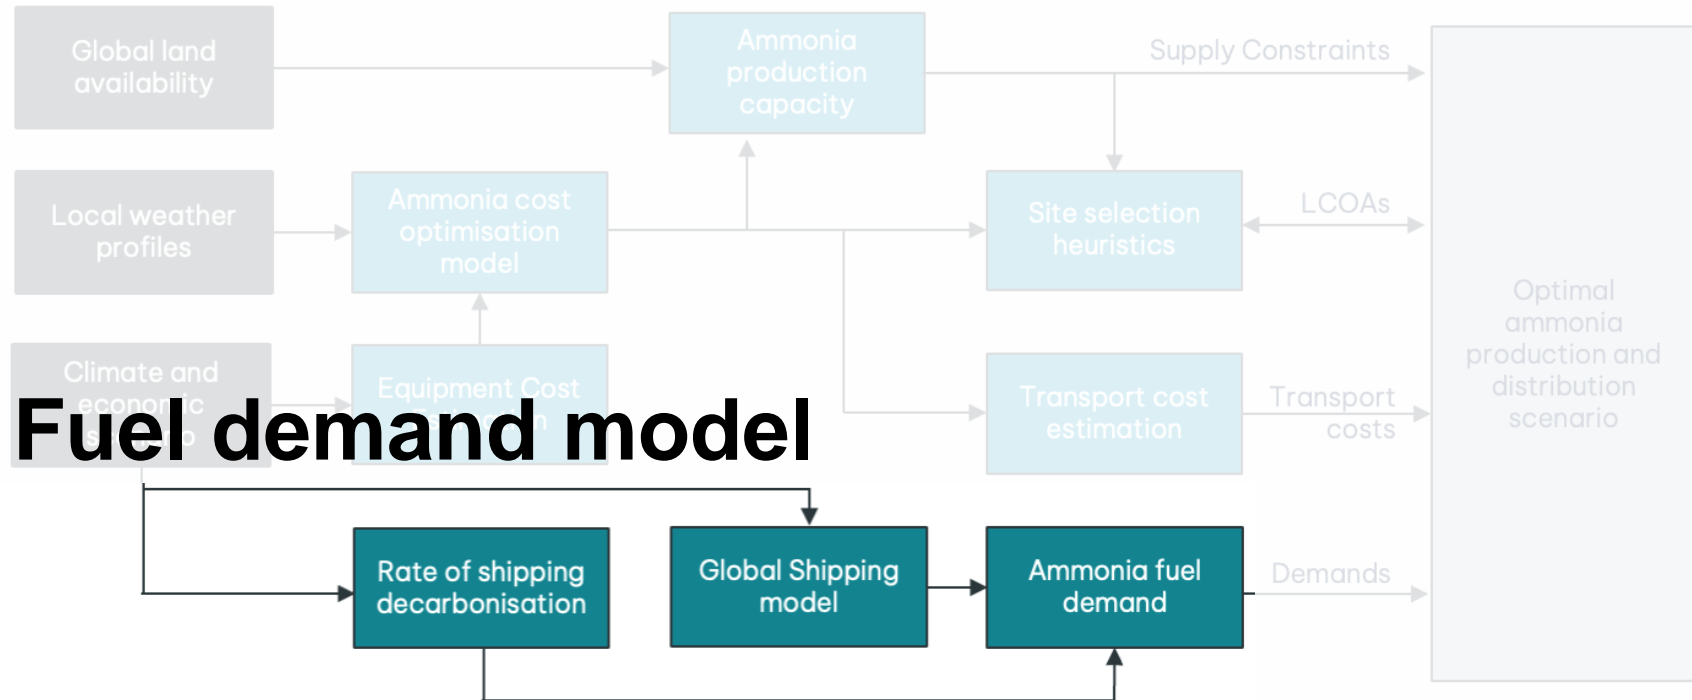 Global land
availability
Ammonia
production
capacity
Supply Constraints
Local weather
profiles
Ammonia cost
optimisation
model
Site selection
heuristics
LCOAs
Optimal
ammonia
production and
distribution
scenario
Climate and
economic
Equipment Cost
Transport cost
estimation
Transport
costs
Fuel demand model
Rate of shipping
decarbonisation
Global Shipping
model
Ammonia fuel
demand
Demands